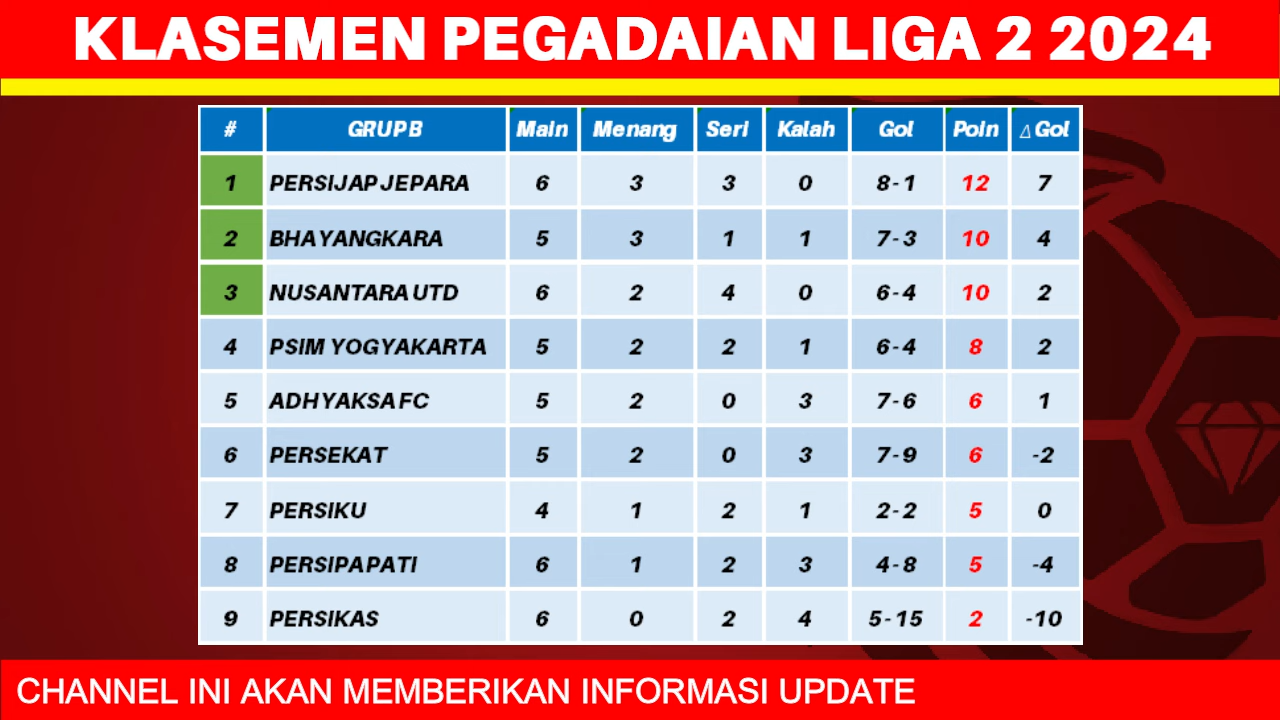 KLASEMEN PEGADAIAN LIGA 2 2024
# GRUP B Main Menang Seri Kalah Gol Poin △ Gol
1 PERSIJAP JEPARA 6 3 3 0 8-1 12 7
2 BHAYANGKARA 5 3 1 1 7-3 10 4
3 NUSANTARA UTD 6 2 4 0 6-4 10 2
4 PSIM YOGYAKARTA 5 2 2 1 6-4 8 2
5 ADHYAKSA FC 5 2 0 3 7-6 6 1
6 PERSEKAT 5 2 0 3 7-9 6 -2
7 PERSIKU 4 1 2 1 2-2 5 0
8 PERSIPA PATI 6 1 2 3 4-8 5 -4
9 PERSIKAS 6 0 2 4 5-15 2 -10
CHANNEL INI AKAN MEMBERIKAN INFORMASI UPDATE